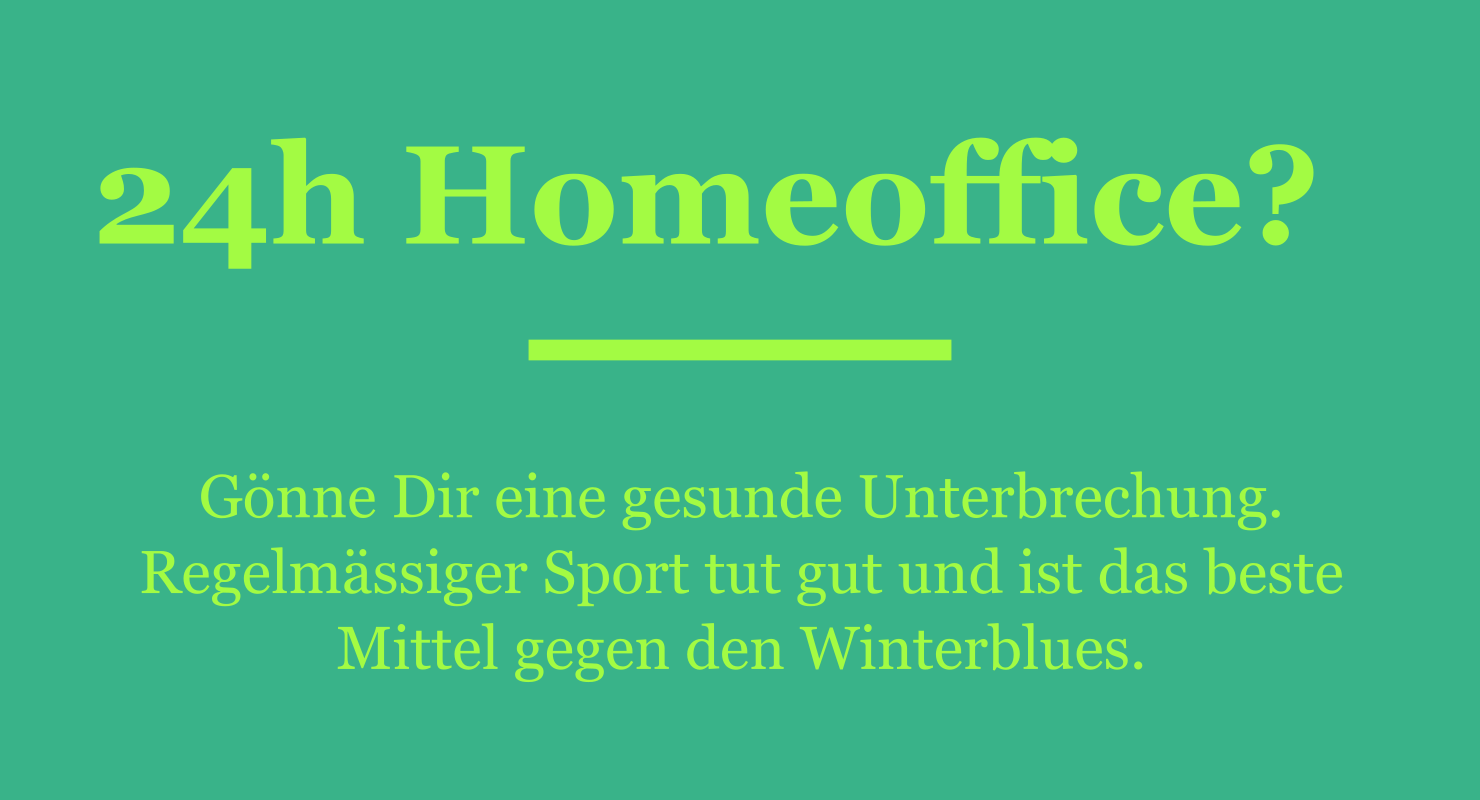 24h Homeoffice?
Gönne Dir eine gesunde Unterbrechung.
Regelmässiger Sport tut gut und ist das beste
Mittel gegen den Winterblues.